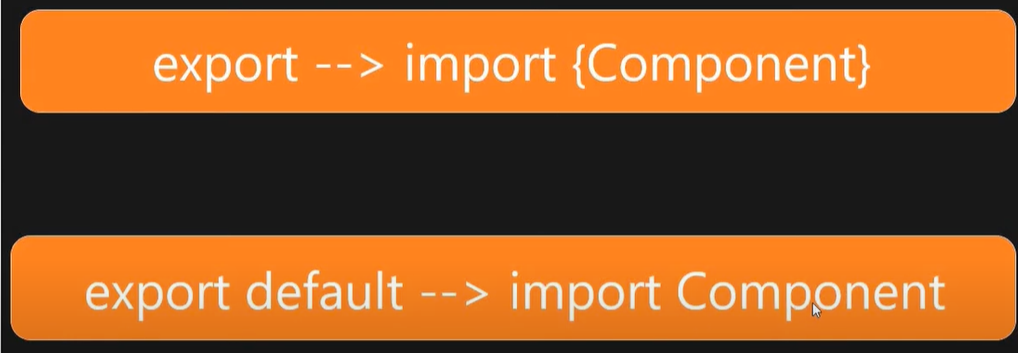 export --> import {Component}
export default --> import Component